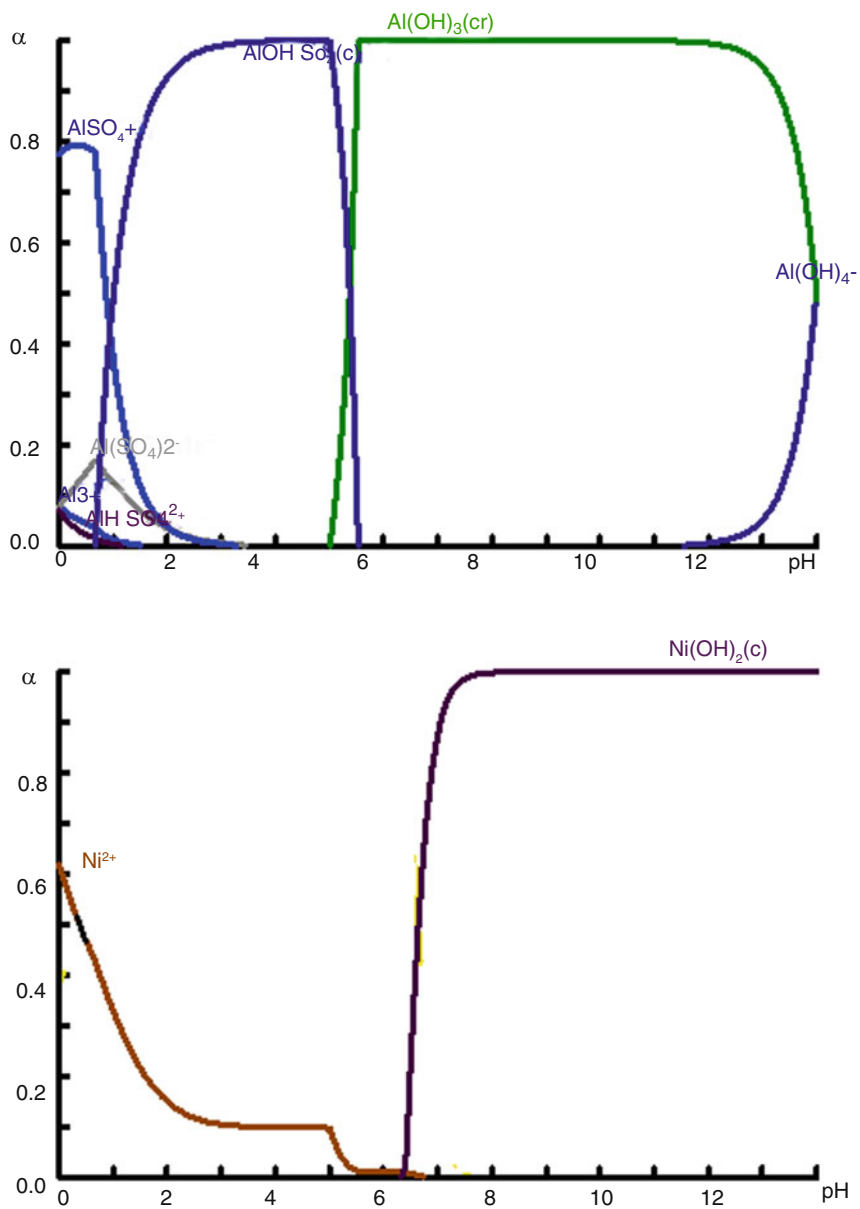 Al(OH)₃(cr)
α
AlOH So₄(c)
AlSO₄+
0.8
0.6
Al(OH)₄-
0.4
0.2
Al(SO₄)2⁻
Al3+
AlH SO4²⁺
0.0
0 2 4 6 8 10 12 pH
Ni(OH)₂(c)
α
0.8
Ni²⁺
0.6
0.4
0.2
0.0
0 2 4 6 8 10 12 pH